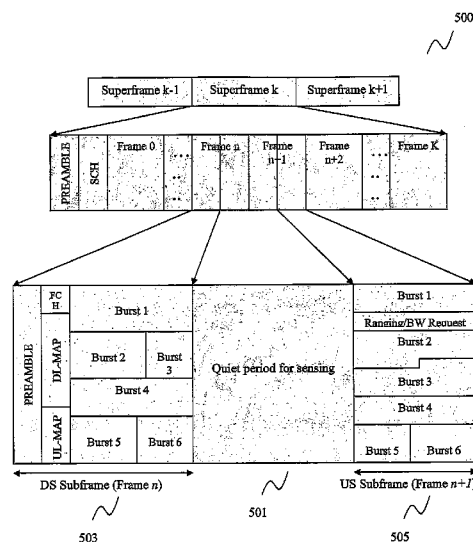 500
Superframe k-1 Superframe k Superframe k+1
PREAMBLE SCH Frame 0 ... Frame n Frame n+1 Frame n+2 ... Frame K
PREAMBLE
FCH
DL-MAP
UL-MAP
Burst 1
Burst 2
Burst 3
Burst 4
Burst 5
Burst 6
Quiet period for sensing
Burst 1
Ranging/BW Request
Burst 2
Burst 3
Burst 4
Burst 5
Burst 6
DS Subframe (Frame n)
US Subframe (Frame n+1)
503
501
505